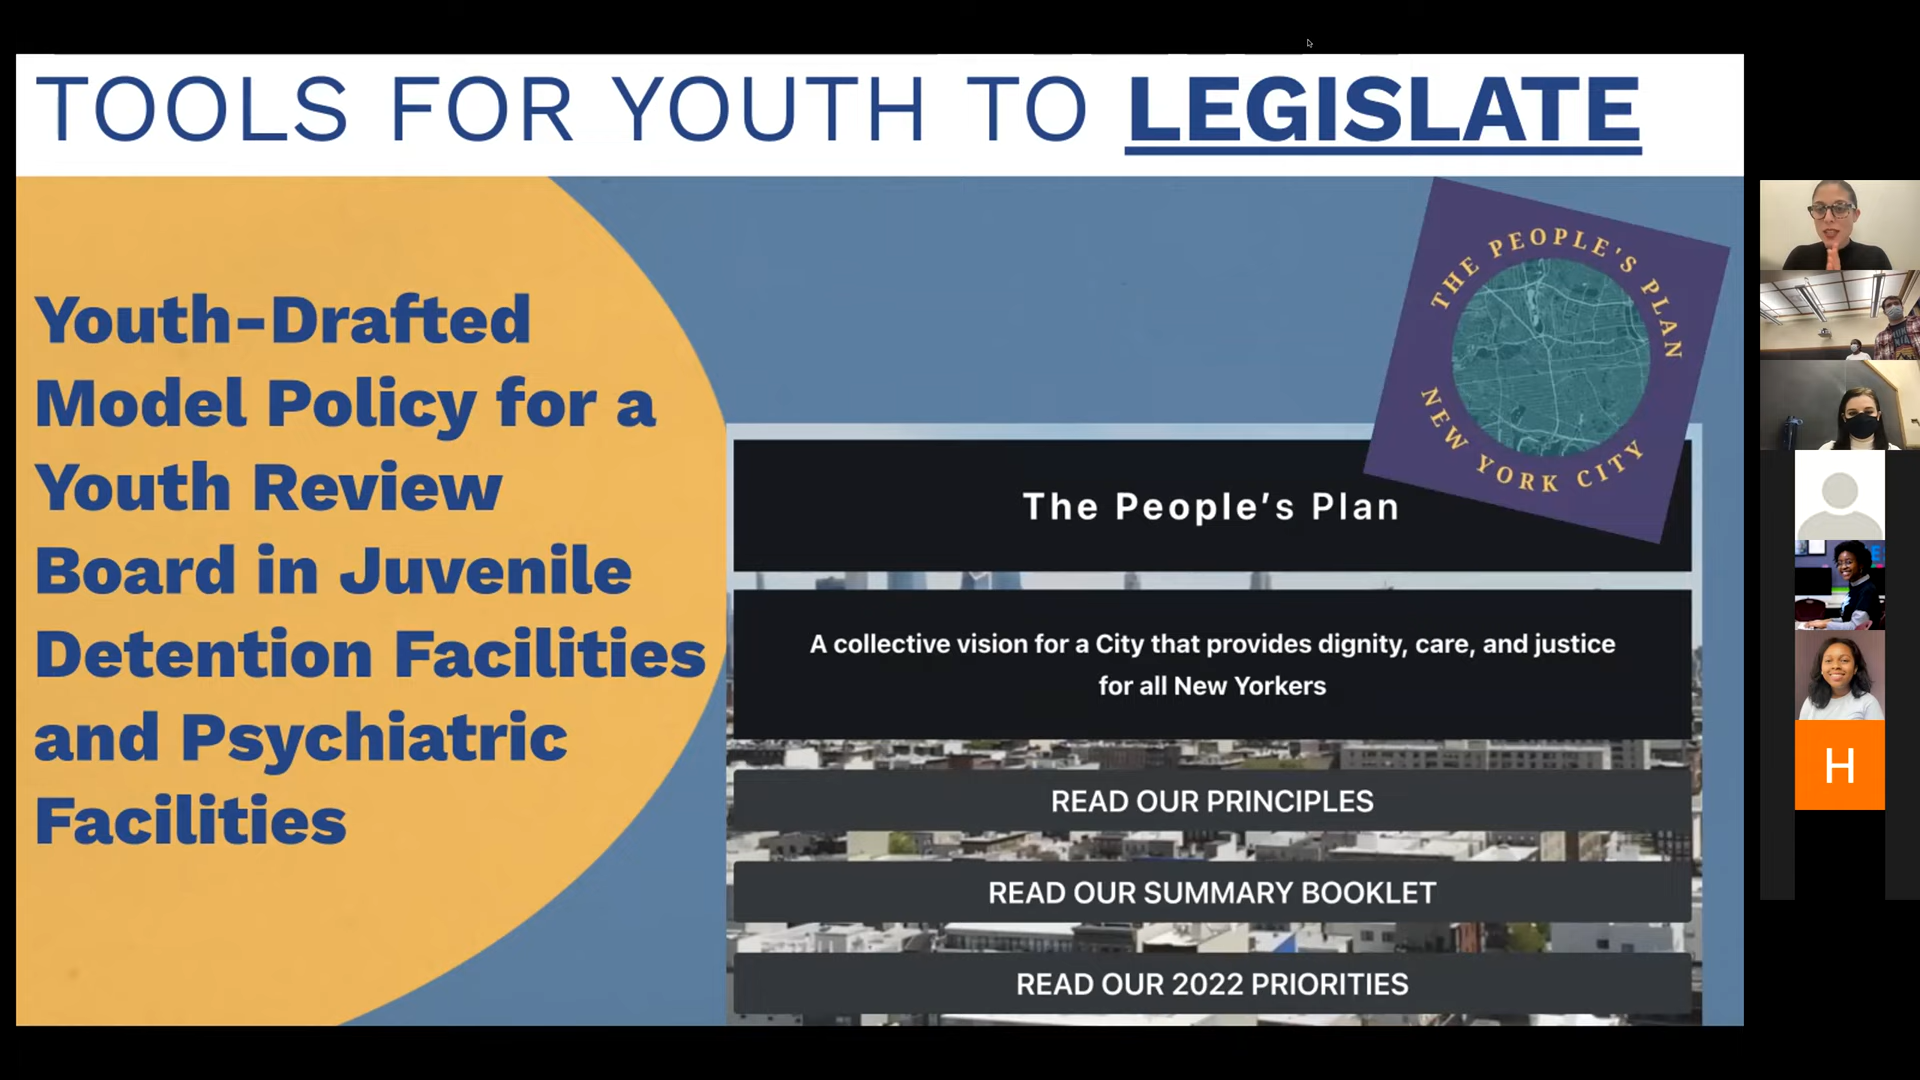 TOOLS FOR YOUTH TO LEGISLATE
Youth-Drafted
Model Policy for a
Youth Review
Board in Juvenile
Detention Facilities
and Psychiatric
Facilities
THE PEOPLE'S PLAN
NEW YORK CITY
The People's Plan
A collective vision for a City that provides dignity, care, and justice
for all New Yorkers
READ OUR PRINCIPLES
READ OUR SUMMARY BOOKLET
READ OUR 2022 PRIORITIES
H